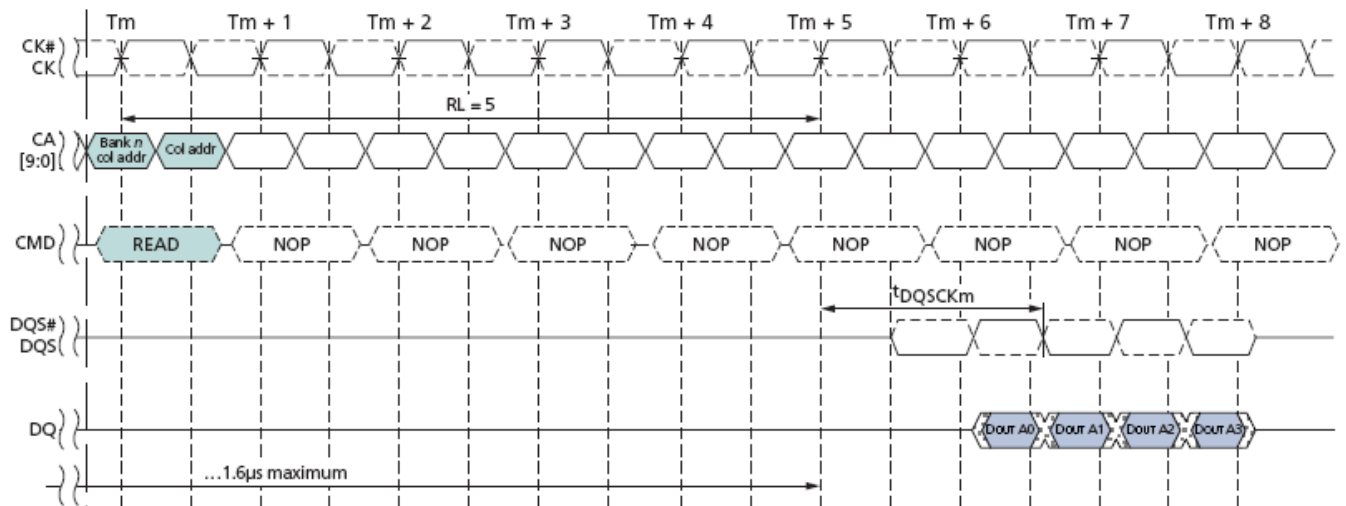 Tm Tm + 1 Tm + 2 Tm + 3 Tm + 4 Tm + 5 Tm + 6 Tm + 7 Tm + 8
CK#
CK
RL = 5
CA
[9:0]
Bank n
col addr
Col addr
CMD
READ NOP NOP NOP NOP NOP NOP NOP NOP
tDQSCKm
DQS#
DQS
DQ
DOUT A0 DOUT A1 DOUT A2 DOUT A3
...1.6μs maximum